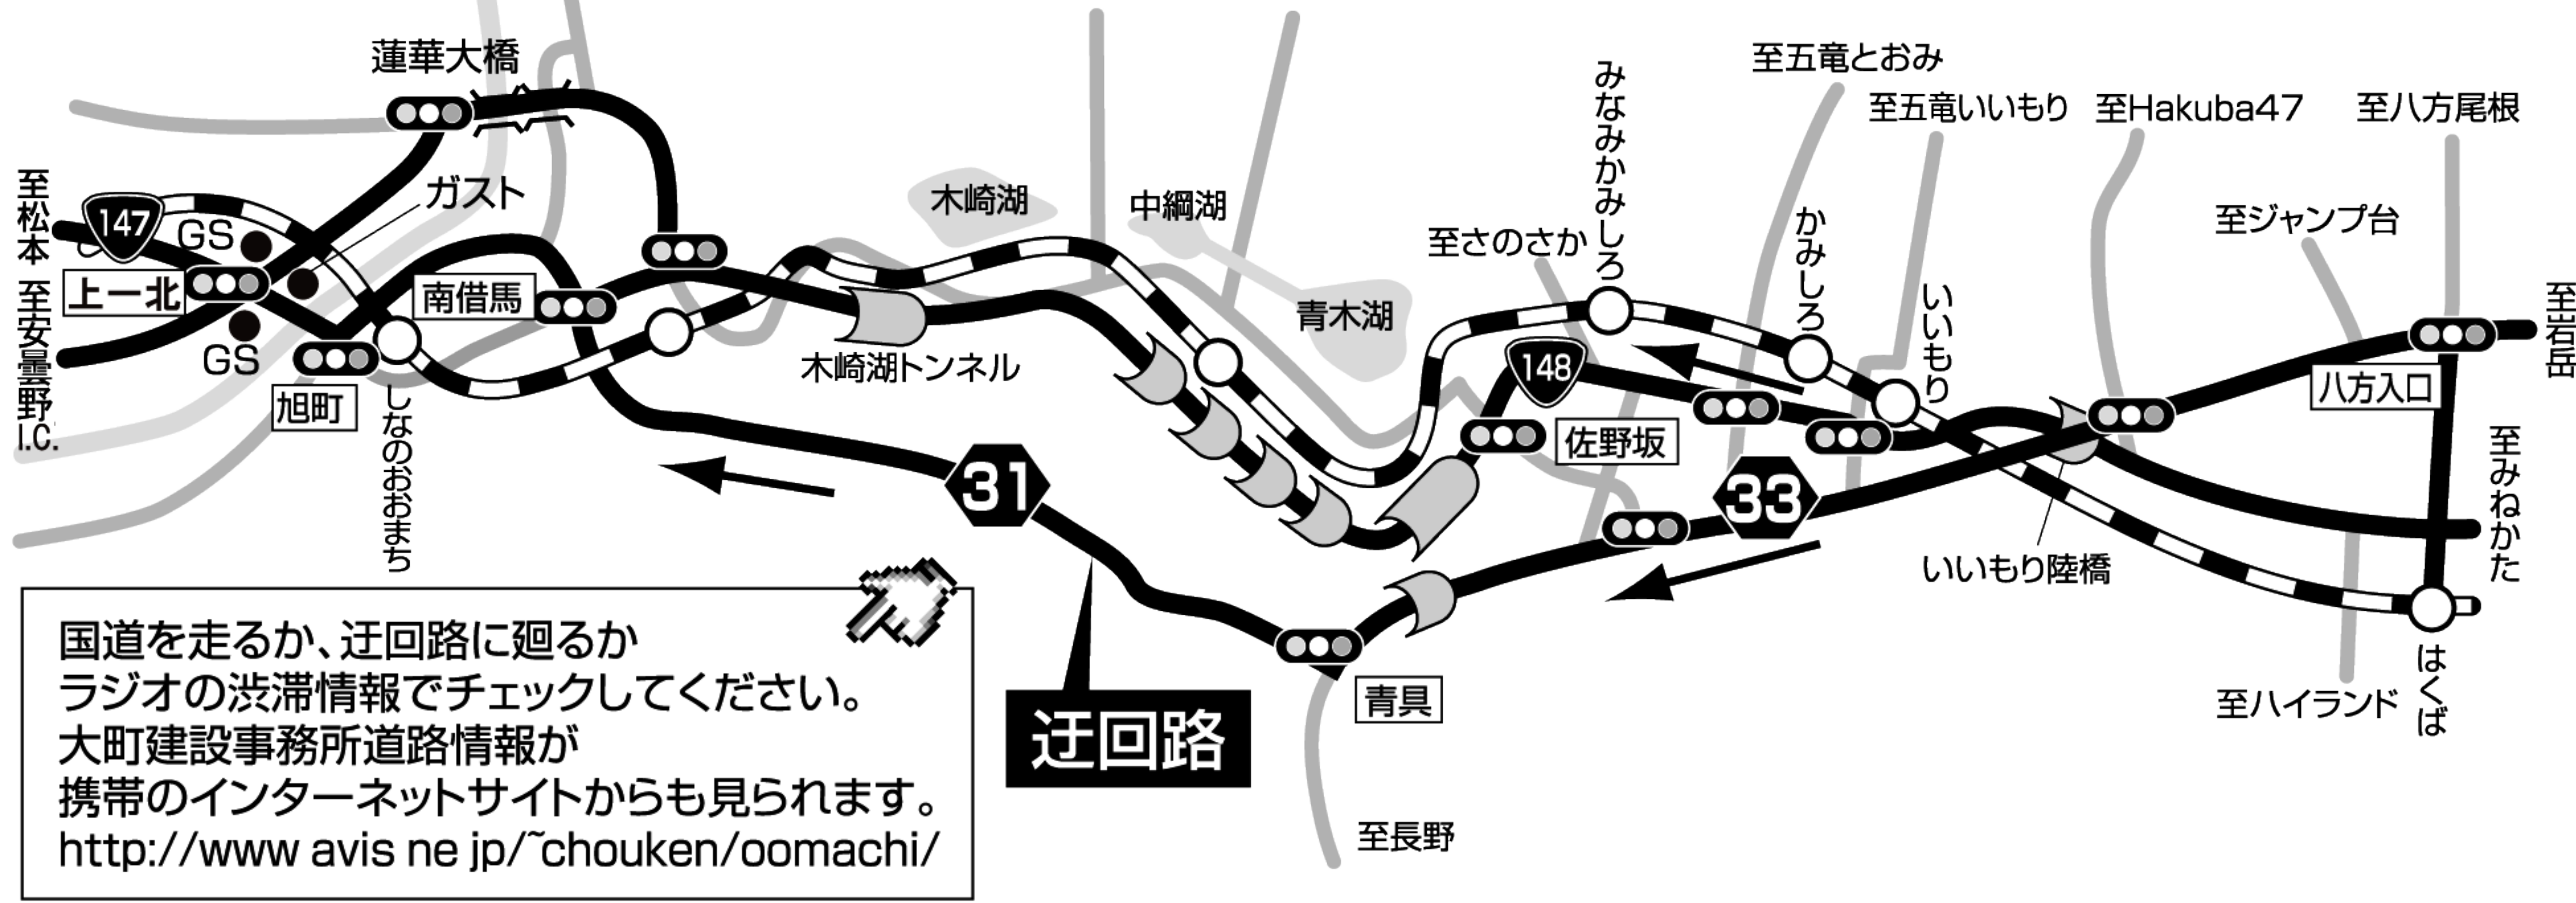 蓮華大橋
至松本
147
GS
ガスト
上一北
至安曇野I.C.
GS
旭町
しなのおおまち
南借馬
木崎湖
木崎湖トンネル
中綱湖
青木湖
至さのさか
みなみかみしろ
148
佐野坂
至五竜とおみ
かみしろ
至五竜いいもり
いいもり
至Hakuba47
至ジャンプ台
至八方尾根
至岩岳
八方入口
至みねかた
31
33
いいもり陸橋
至ハイランド
はくば
迂回路
青具
至長野
国道を走るか、迂回路に廻るか
ラジオの渋滞情報でチェックしてください。
大町建設事務所道路情報が
携帯のインターネットサイトからも見られます。
http://www avis ne jp/~chouken/oomachi/